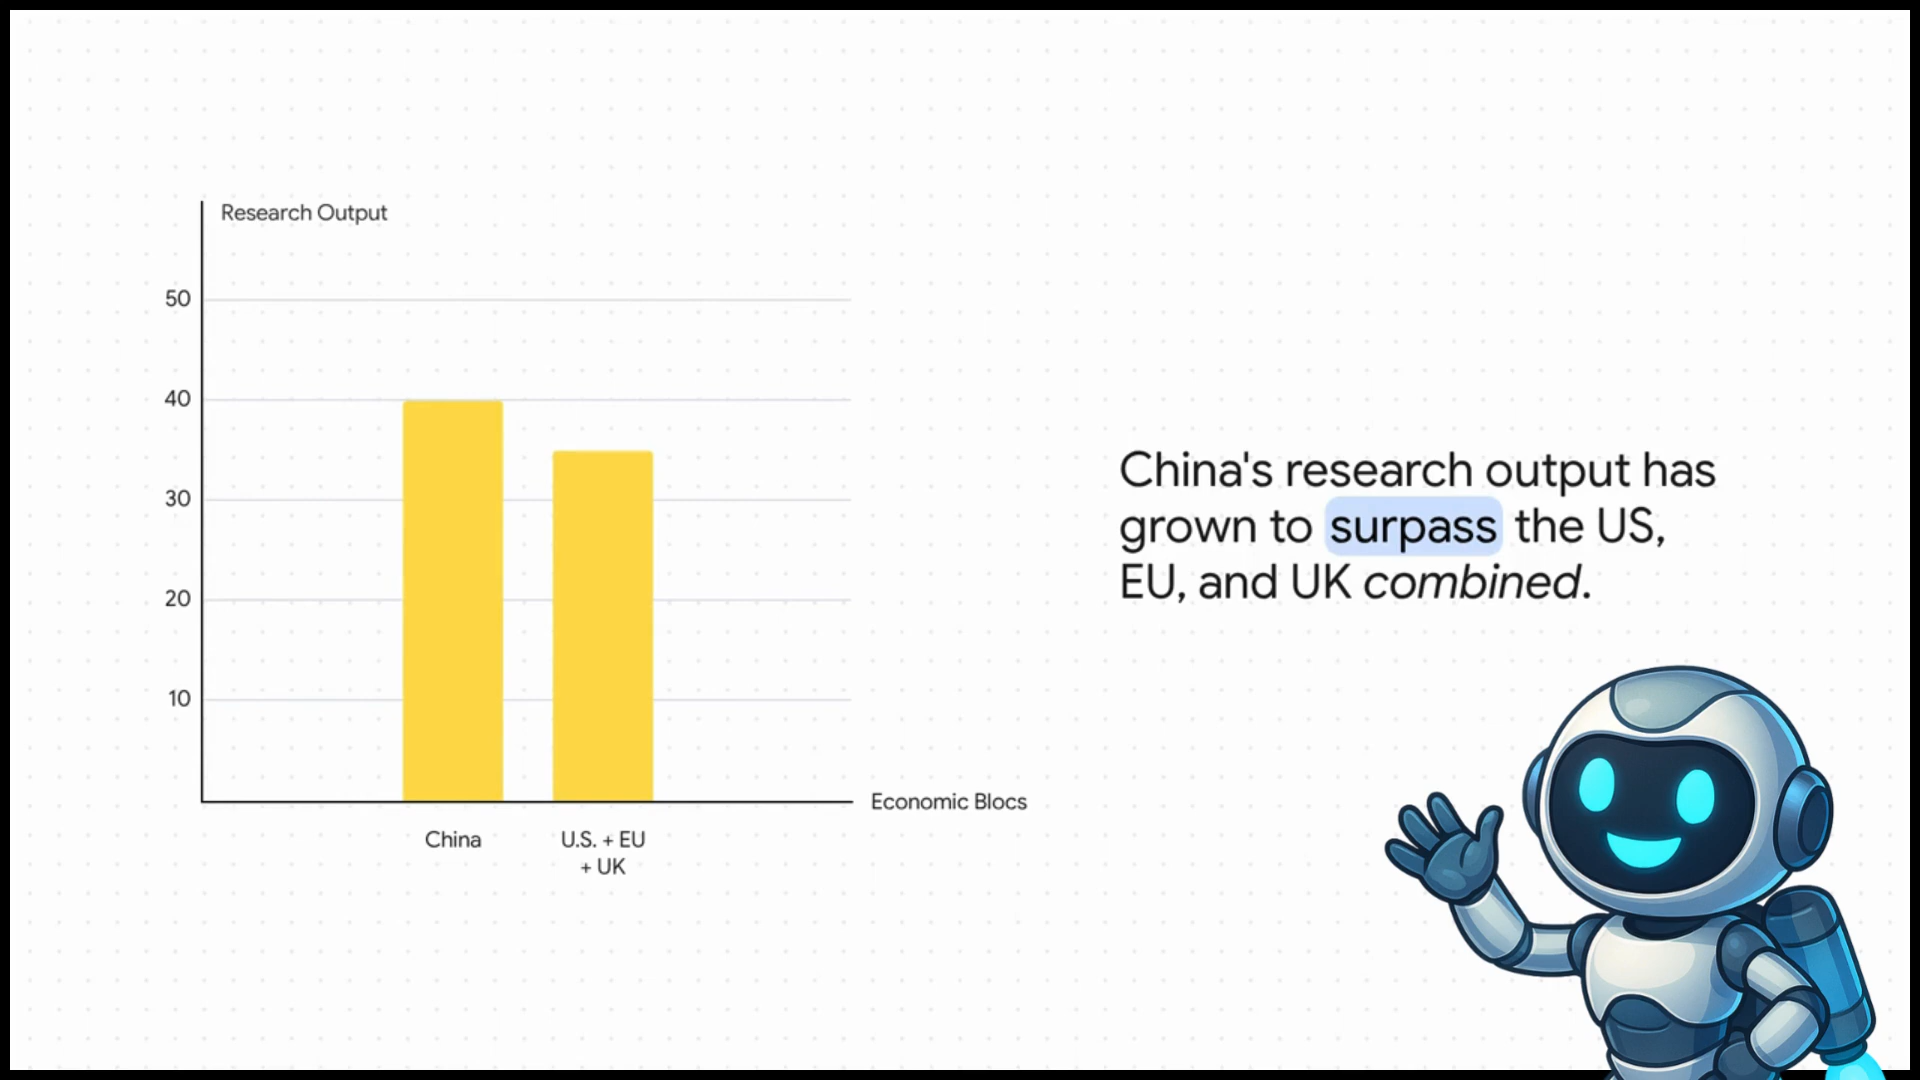 Research Output
50
40
30
20
10
China
U.S. + EU
+ UK
Economic Blocs
China's research output has
grown to surpass the US,
EU, and UK combined.